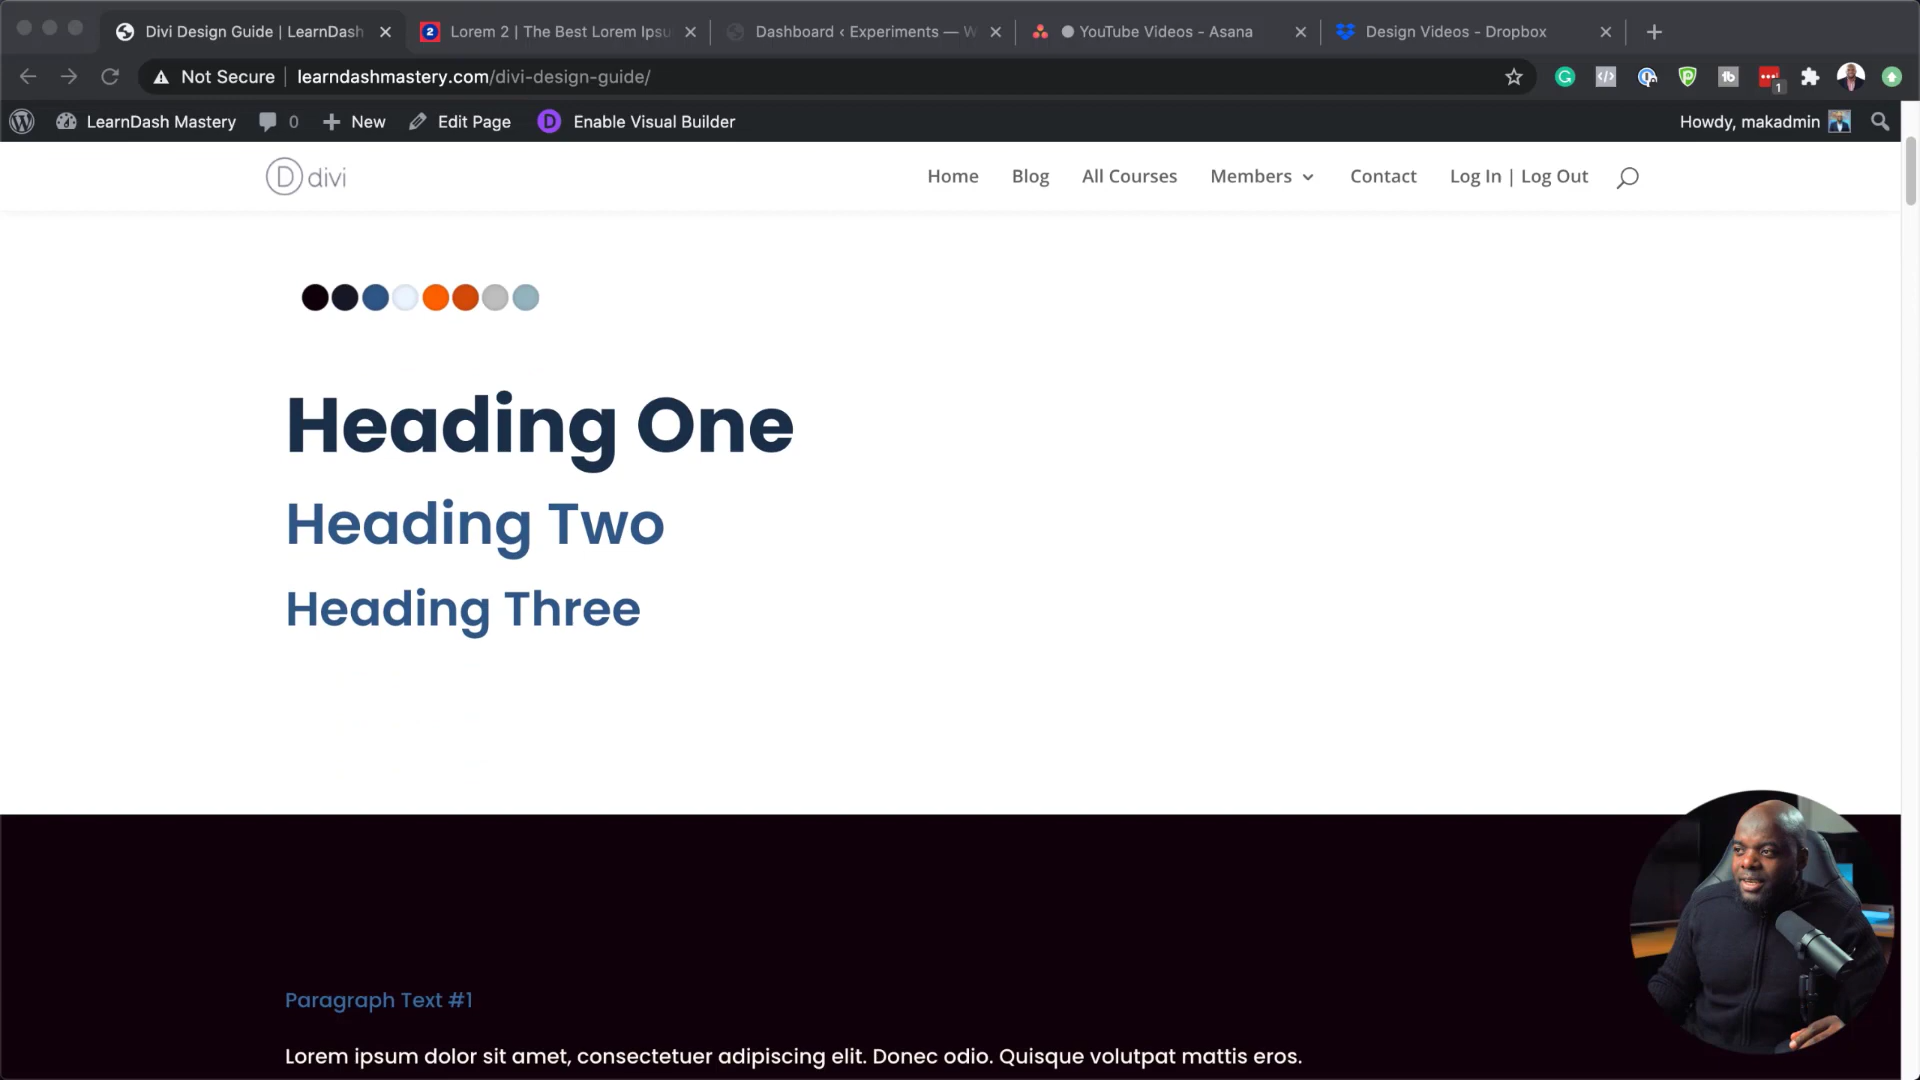 Divi Design Guide | LearnDash
2 Lorem 2 | The Best Lorem Ipsu
Dashboard ‹ Experiments — W
YouTube Videos - Asana
Design Videos - Dropbox
Not Secure learndashmastery.com/divi-design-guide/
1
LearnDash Mastery 0 New Edit Page D Enable Visual Builder Howdy, makadmin
D divi Home Blog All Courses Members Contact Log In | Log Out
Heading One
Heading Two
Heading Three
Paragraph Text #1
Lorem ipsum dolor sit amet, consectetuer adipiscing elit. Donec odio. Quisque volutpat mattis eros.